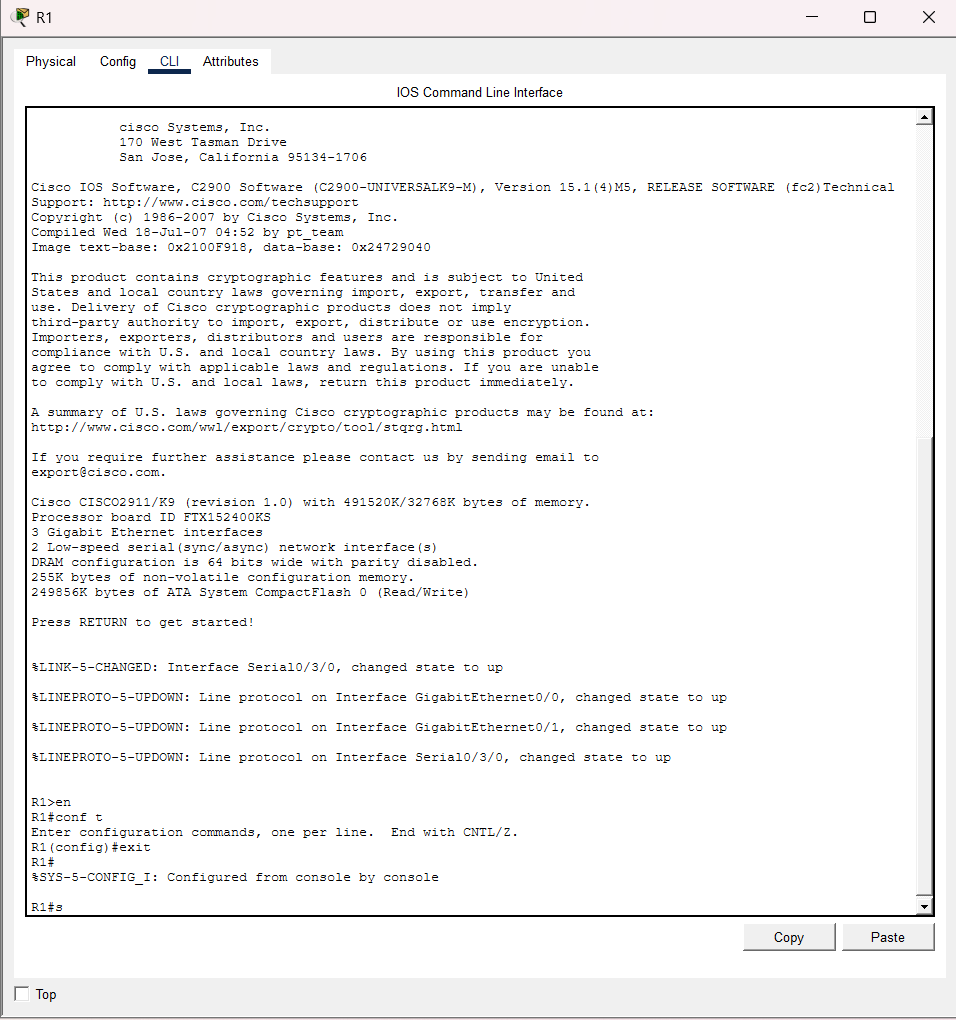 R1
Physical Config CLI Attributes
IOS Command Line Interface
cisco Systems, Inc.
170 West Tasman Drive
San Jose, California 95134-1706
Cisco IOS Software, C2900 Software (C2900-UNIVERSALK9-M), Version 15.1(4)M5, RELEASE SOFTWARE (fc2)Technical
Support: http://www.cisco.com/techsupport
Copyright (c) 1986-2007 by Cisco Systems, Inc.
Compiled Wed 18-Jul-07 04:52 by pt_team
Image text-base: 0x2100F918, data-base: 0x24729040
This product contains cryptographic features and is subject to United
States and local country laws governing import, export, transfer and
use. Delivery of Cisco cryptographic products does not imply
third-party authority to import, export, distribute or use encryption.
Importers, exporters, distributors and users are responsible for
compliance with U.S. and local country laws. By using this product you
agree to comply with applicable laws and regulations. If you are unable
to comply with U.S. and local laws, return this product immediately.
A summary of U.S. laws governing Cisco cryptographic products may be found at:
http://www.cisco.com/wwl/export/crypto/tool/stqrg.html
If you require further assistance please contact us by sending email to
export@cisco.com.
Cisco CISCO2911/K9 (revision 1.0) with 491520K/32768K bytes of memory.
Processor board ID FTX152400KS
3 Gigabit Ethernet interfaces
2 Low-speed serial(sync/async) network interface(s)
DRAM configuration is 64 bits wide with parity disabled.
255K bytes of non-volatile configuration memory.
249856K bytes of ATA System CompactFlash 0 (Read/Write)
Press RETURN to get started!
%LINK-5-CHANGED: Interface Serial0/3/0, changed state to up
%LINEPROTO-5-UPDOWN: Line protocol on Interface GigabitEthernet0/0, changed state to up
%LINEPROTO-5-UPDOWN: Line protocol on Interface GigabitEthernet0/1, changed state to up
%LINEPROTO-5-UPDOWN: Line protocol on Interface Serial0/3/0, changed state to up
R1>en
R1#conf t
Enter configuration commands, one per line.  End with CNTL/Z.
R1(config)#exit
R1#
%SYS-5-CONFIG_I: Configured from console by console
R1#s
Copy Paste
Top